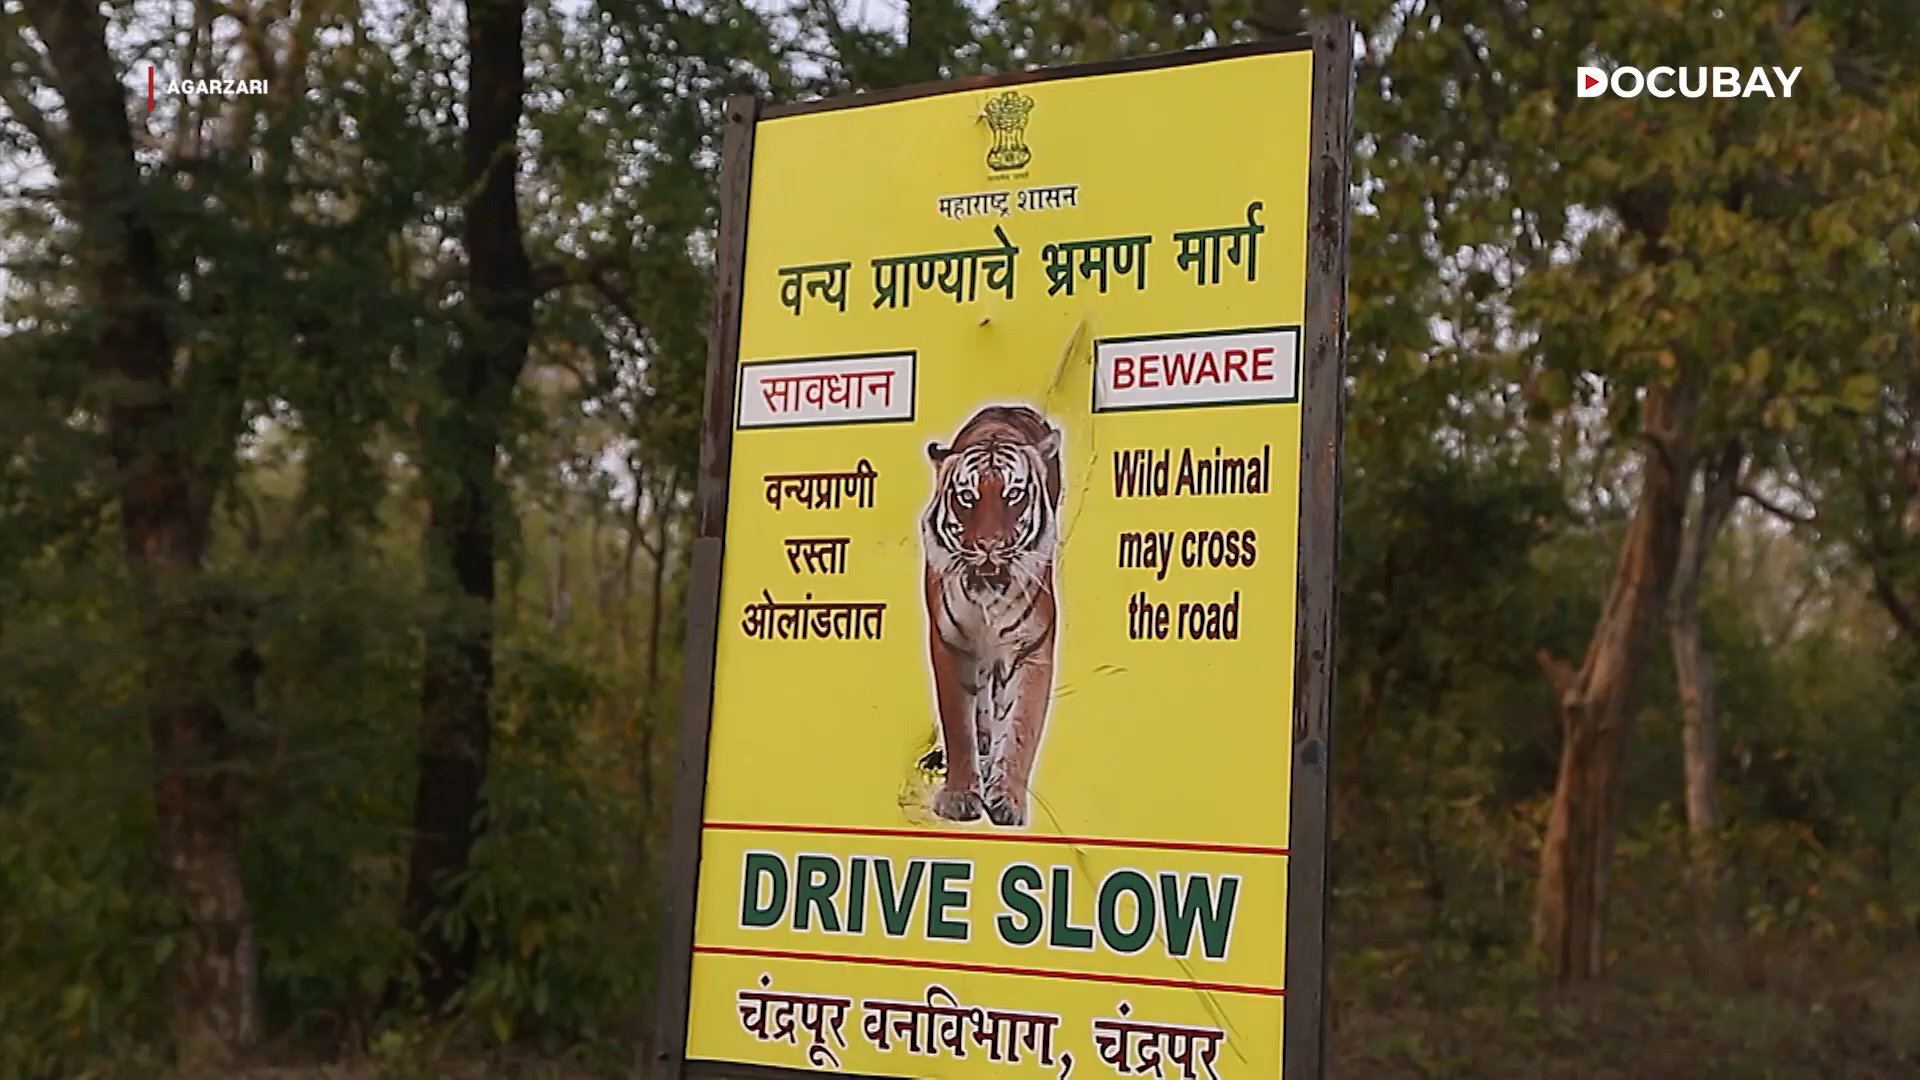 AGARZARI
DOCUBAY
महाराष्ट्र शासन
वन्य प्राण्याचे भ्रमण मार्ग
सावधान
वन्यप्राणी
रस्ता
ओलांडतात
BEWARE
Wild Animal
may cross
the road
DRIVE SLOW
चंद्रपूर वनविभाग, चंद्रपर